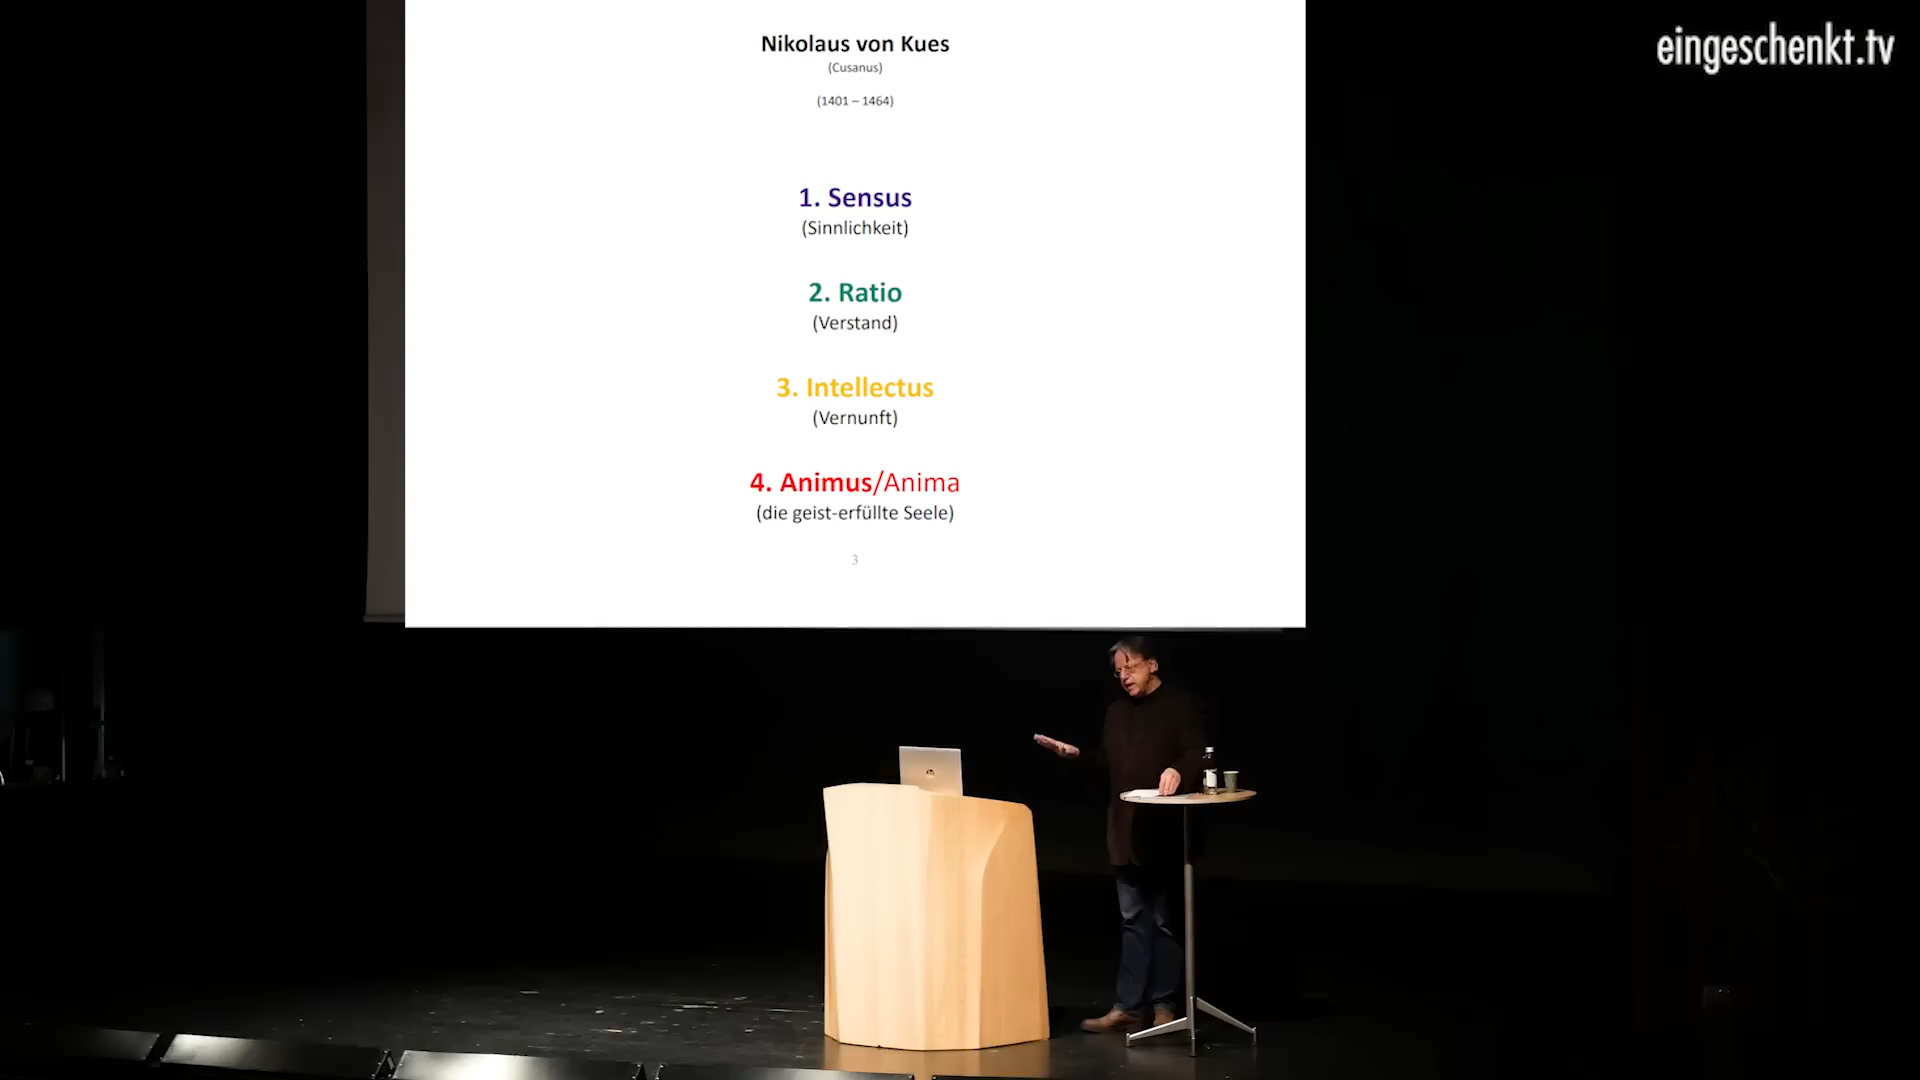 eingeschenkt.tv
Nikolaus von Kues
(Cusanus)
(1401 – 1464)
1. Sensus
(Sinnlichkeit)
2. Ratio
(Verstand)
3. Intellectus
(Vernunft)
4. Animus/Anima
(die geist-erfüllte Seele)
3